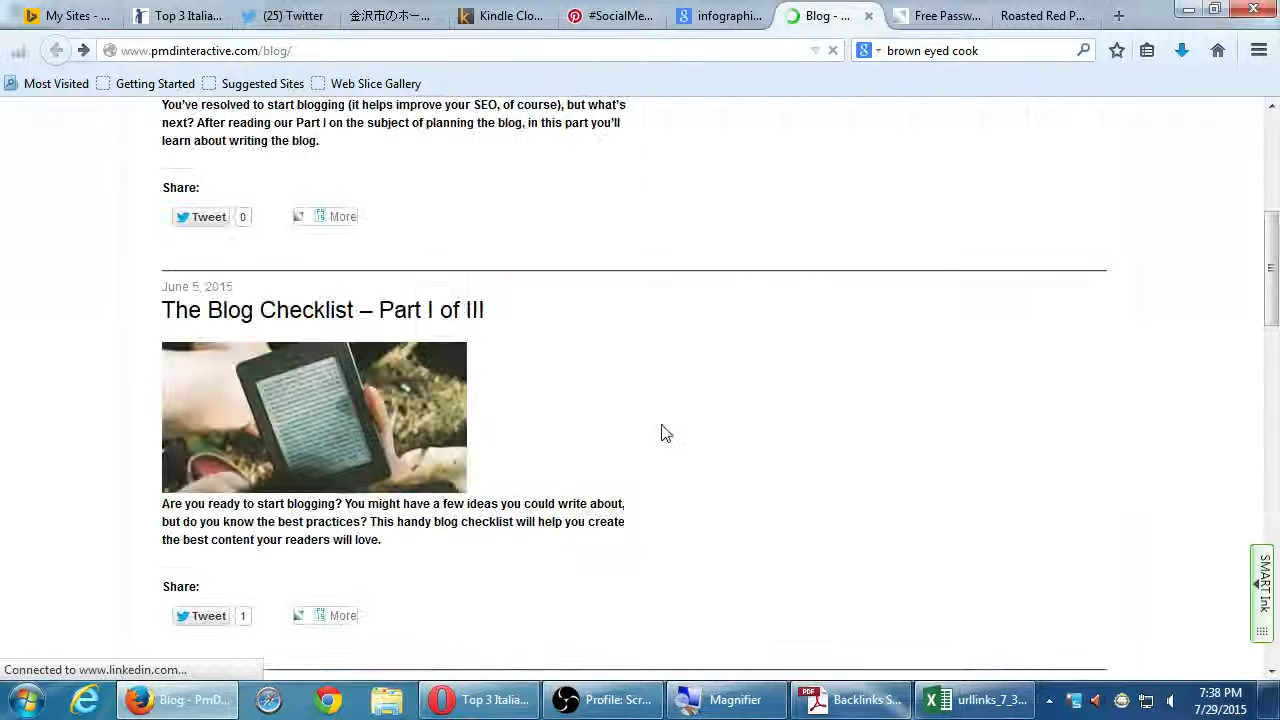 My Sites - ...
Top 3 Italia...
(25) Twitter
金沢市のホー...
Kindle Clo...
#SocialMe...
infographi...
Blog - ...
Free Passw...
Roasted Red P...
www.pmdinteractive.com/blog/
brown eyed cook
Most Visited
Getting Started
Suggested Sites
Web Slice Gallery
You've resolved to start blogging (it helps improve your SEO, of course), but what's
next? After reading our Part I on the subject of planning the blog, in this part you'll
learn about writing the blog.
Share:
Tweet 0 More
June 5, 2015
The Blog Checklist – Part I of III
Are you ready to start blogging? You might have a few ideas you could write about,
but do you know the best practices? This handy blog checklist will help you create
the best content your readers will love.
Share:
Tweet 1 More
SMART Ink
Connected to www.linkedin.com...
Blog - PmD...
Top 3 Italia...
Profile: Scr...
Magnifier
Backlinks S...
urllinks_7_3...
7:38 PM
7/29/2015